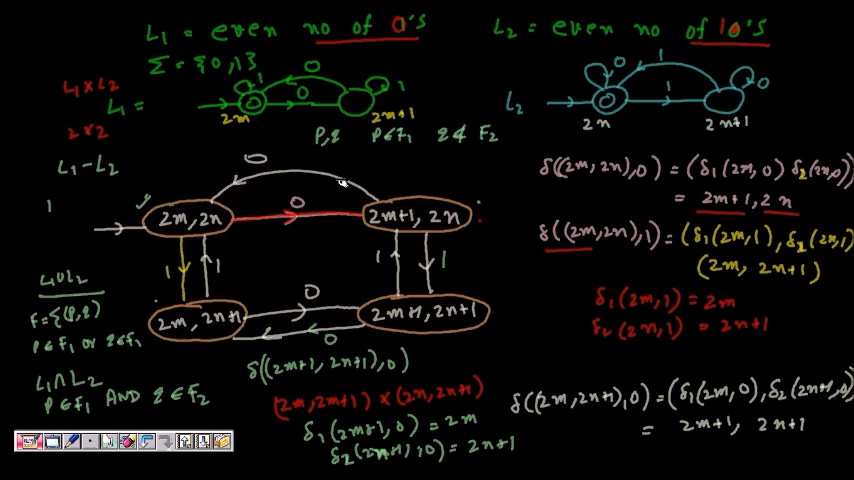 L1 = even no of 0's
L2 = even no of 10's
Σ = {0,1}
L1 × L2
2 × 2
L1 =
1
0
0
1
2m
2m+1
L2
0
1
1
0
2n
2n+1
P,q P∈F1 q∉F2
L1 - L2
1
0
2m, 2n
0
2m+1, 2n
1
1
1
1
2m, 2n+1
0
0
2m+1, 2n+1
L1∪L2
F = {(P,q)
P∈F1 or q∈F1
L1∩L2
P∈F1 AND q∈F2
δ((2m+1, 2n+1),0)
(2m,2m+1) × (2n,2n+1)
δ1(2m+1,0) = 2m
δ2(2n+1,0) = 2n+1
δ((2m,2n),0) = (δ1(2m,0) δ2(2n,0)
= 2m+1, 2n
δ((2m,2n),1) = (δ1(2m,1), δ2(2n,1)
(2m, 2n+1)
δ1(2m,1) = 2m
δ2(2n,1) = 2n+1
δ((2m,2n+1),0) = (δ1(2m,0), δ2(2n+1,0)
= 2m+1, 2n+1